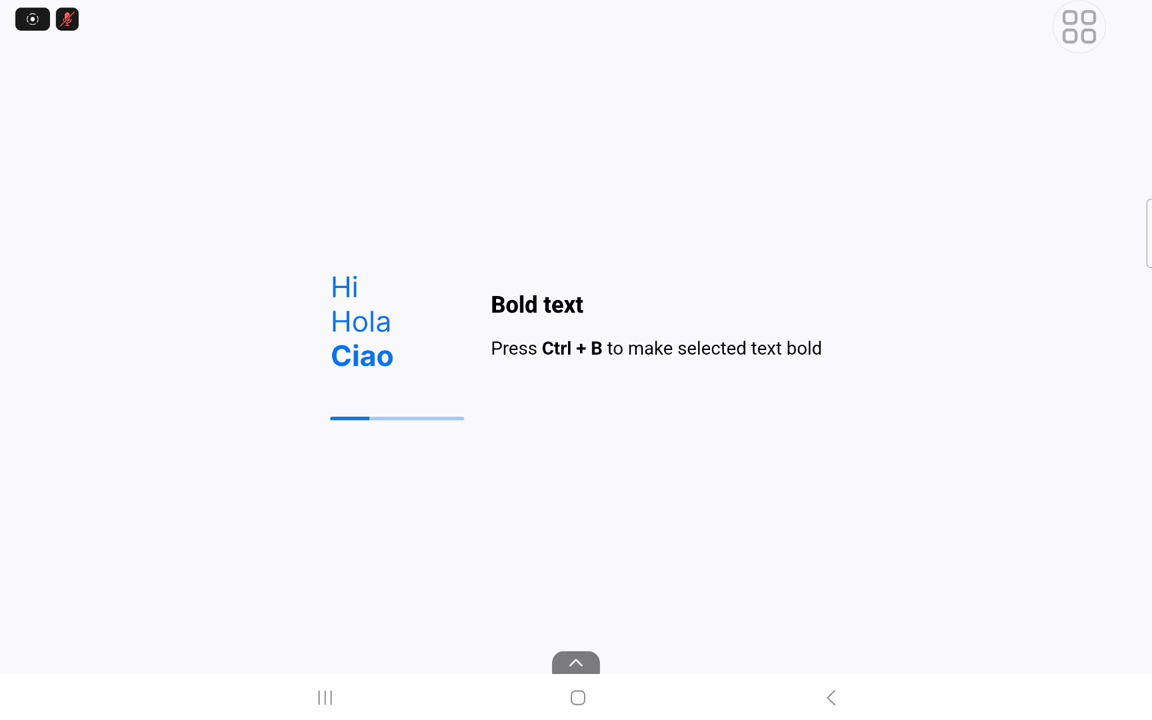 Hi
Hola
Ciao
Bold text
Press Ctrl + B to make selected text bold